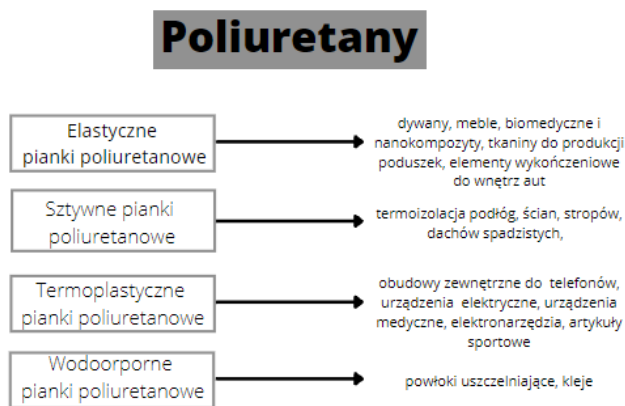 Poliuretany
Elastyczne
pianki poliuretanowe
dywany, meble, biomedyczne i
nanokompozyty, tkaniny do produkcji
poduszek, elementy wykończeniowe
do wnętrz aut
Sztywne pianki
poliuretanowe
termoizolacja podłóg, ścian, stropów,
dachów spadzistych,
Termoplastyczne
pianki poliuretanowe
obudowy zewnętrzne do telefonów,
urządzenia elektryczne, urządzenia
medyczne, elektronarzędzia, artykuły
sportowe
Wodoorporne
pianki poliuretanowe
powłoki uszczelniające, kleje